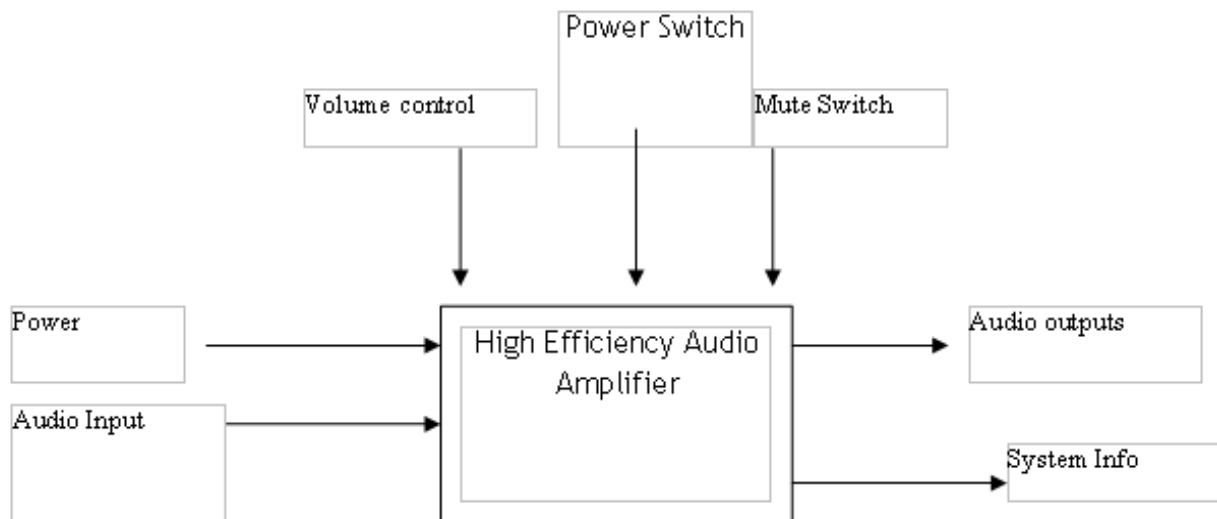 Power Switch
Volume control
Mute Switch
Power
High Efficiency Audio
Amplifier
Audio outputs
Audio Input
System Info